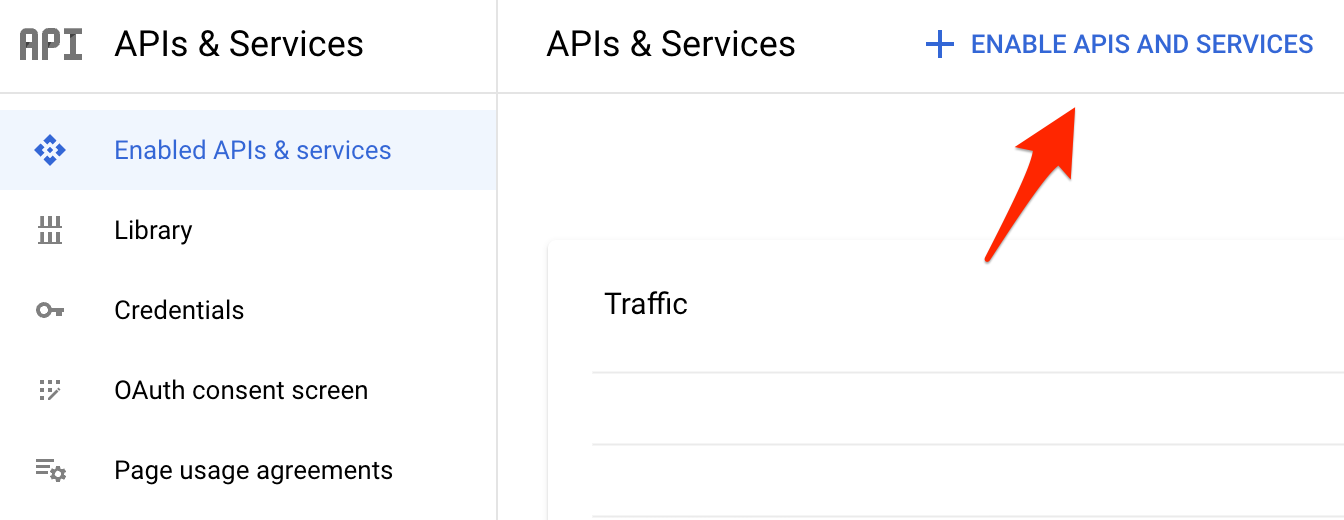 API APIs & Services
Enabled APIs & services
Library
Credentials
OAuth consent screen
Page usage agreements
APIs & Services
ENABLE APIS AND SERVICES
Traffic